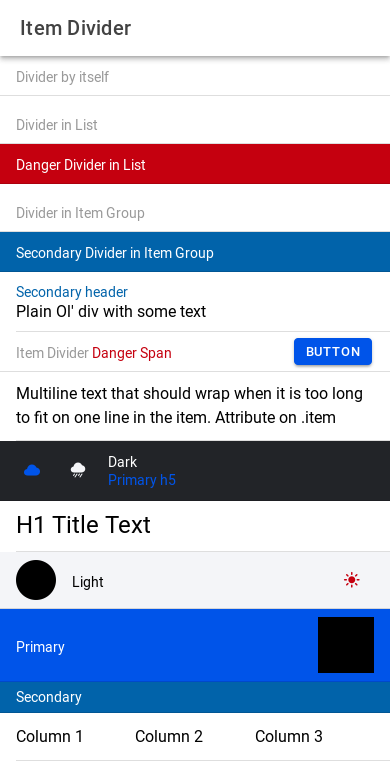 Item Divider
Divider by itself
Divider in List
Danger Divider in List
Divider in Item Group
Secondary Divider in Item Group
Secondary header
Plain Ol' div with some text
Item Divider Danger Span BUTTON
Multiline text that should wrap when it is too long
to fit on one line in the item. Attribute on .item
Dark
Primary h5
H1 Title Text
Light
Primary
Secondary
Column 1 Column 2 Column 3